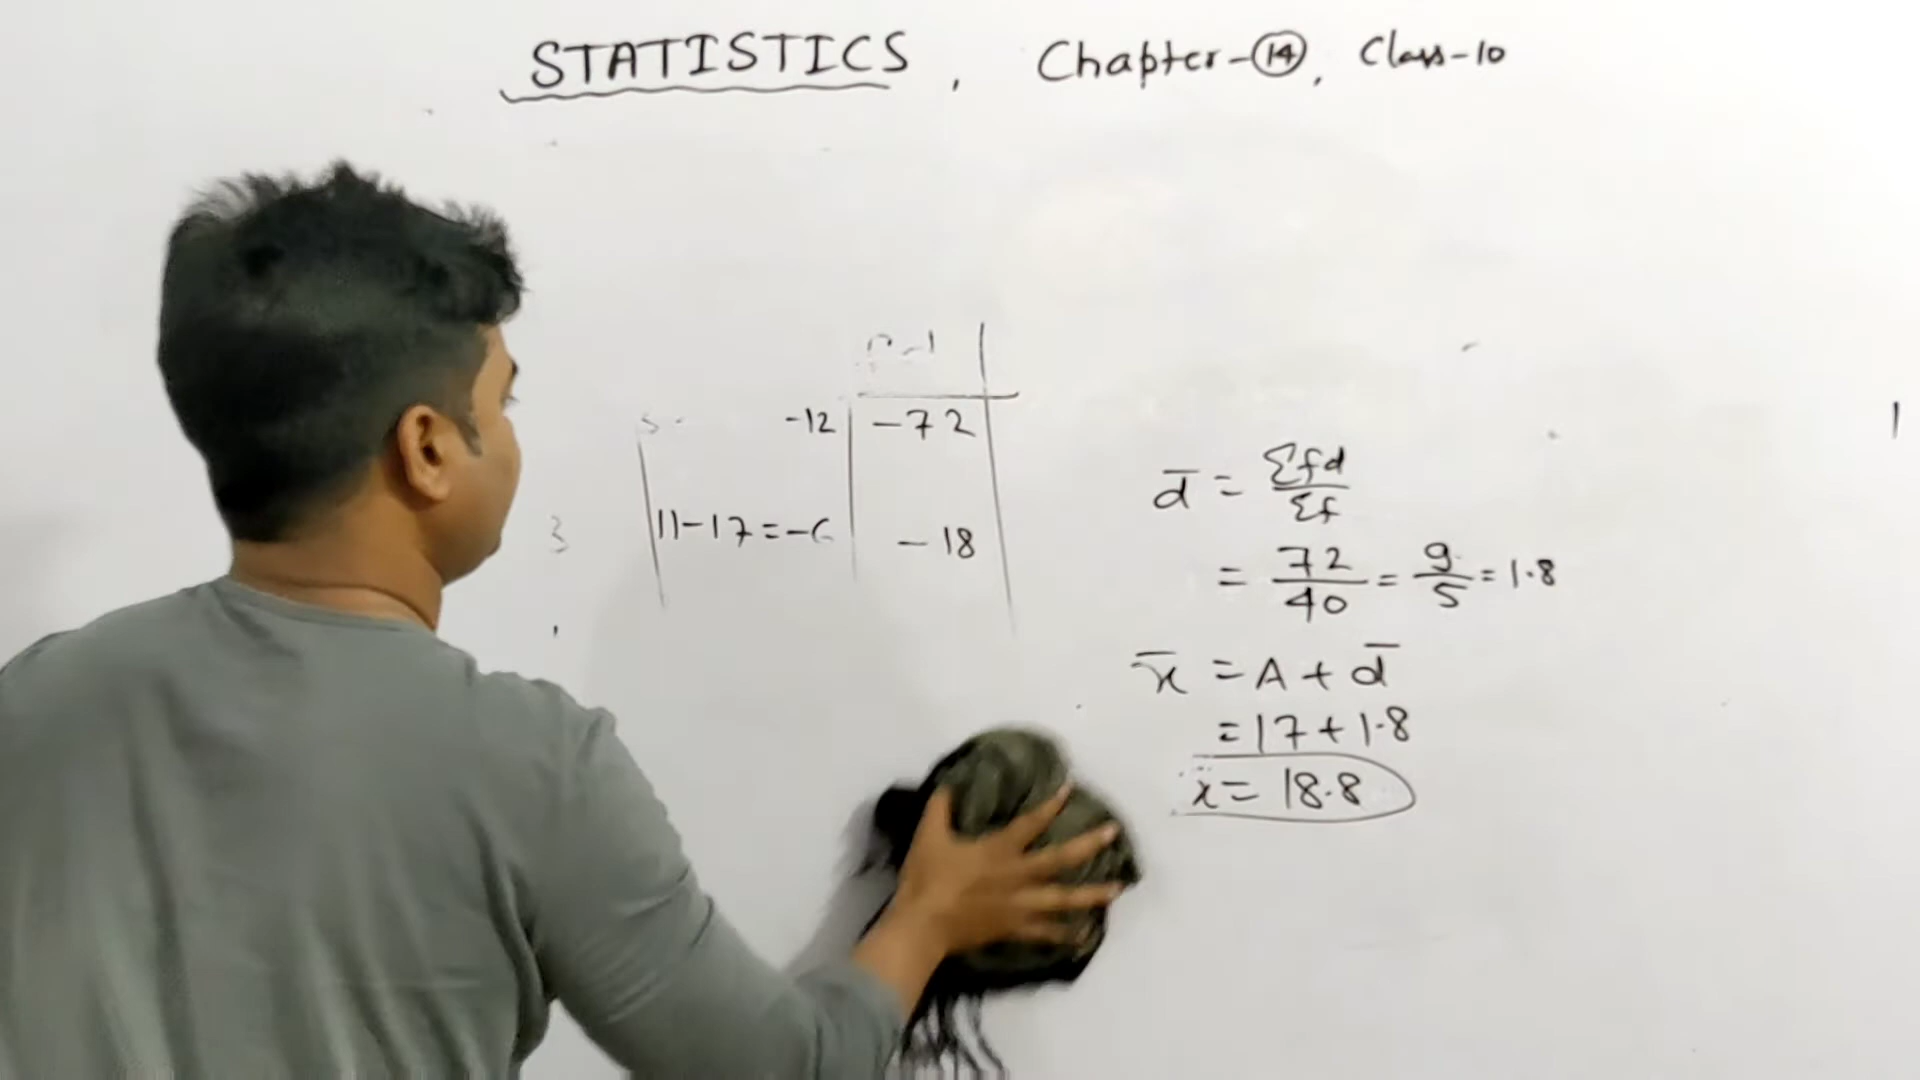 STATISTICS, Chapter-14, Class-10
-12 -72
11-17=-6 -18
d̄ = Σfd/Σf
= 72/40 = 9/5 = 1.8
x̄ = A + d̄
= 17 + 1.8
x̄ = 18.8